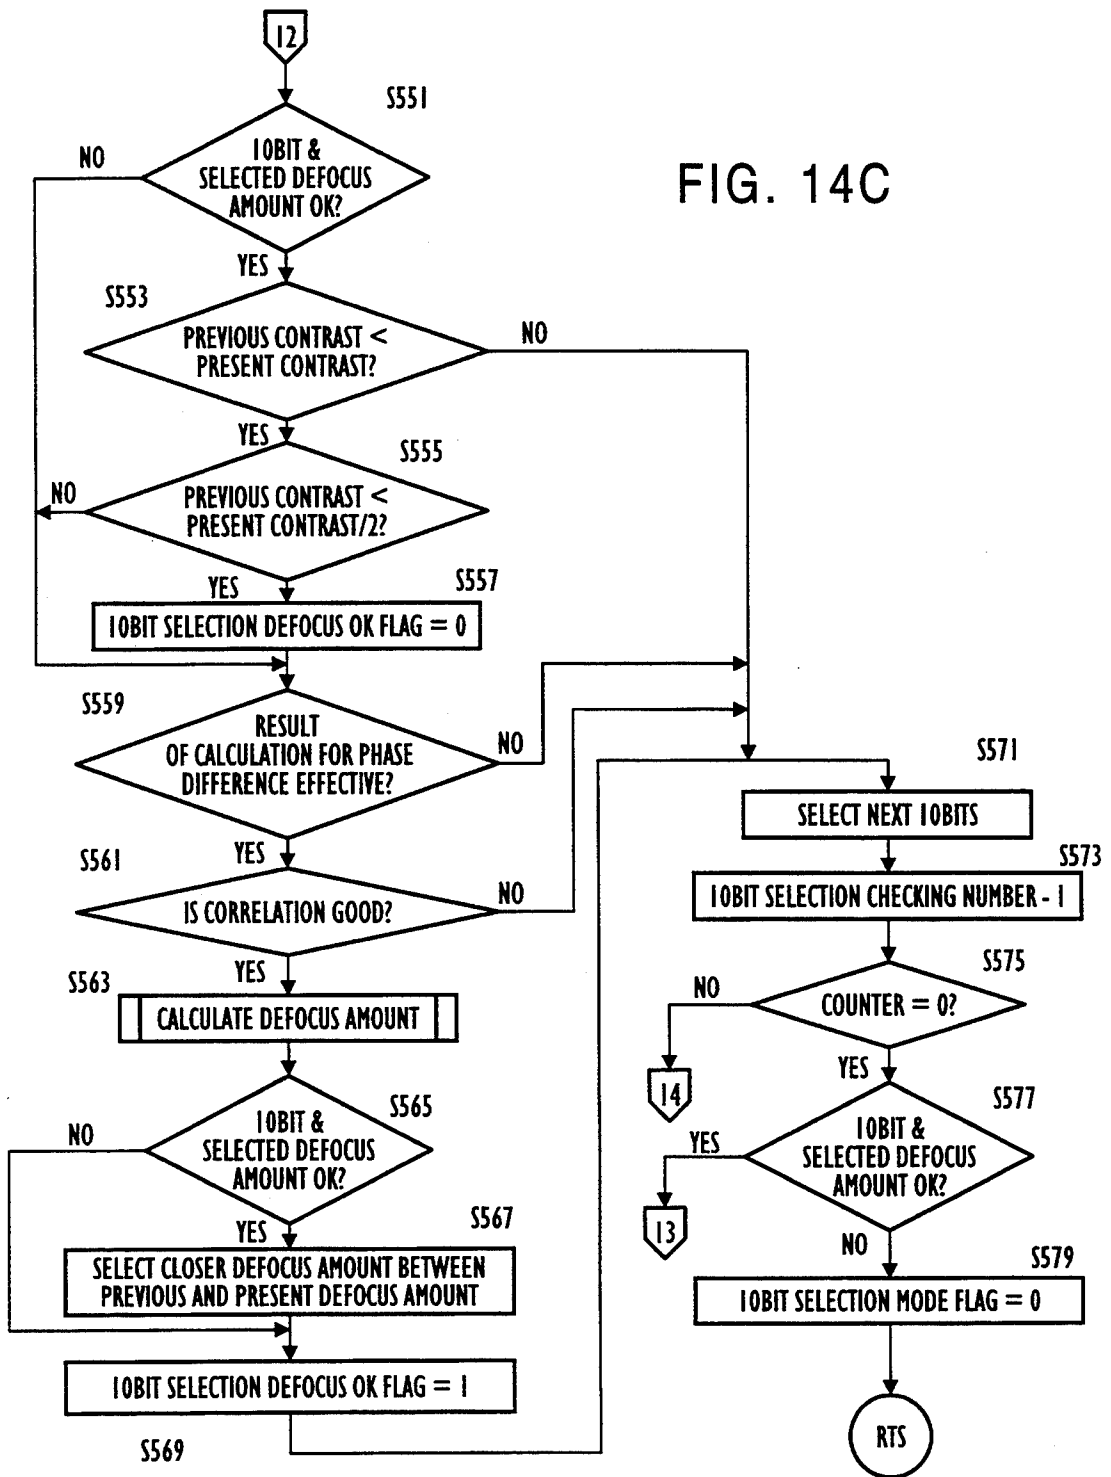 12
S551
10BIT &
SELECTED DEFOCUS
AMOUNT OK?
NO
YES
FIG. 14C
S553
PREVIOUS CONTRAST <
PRESENT CONTRAST?
NO
YES
S555
PREVIOUS CONTRAST <
PRESENT CONTRAST/2?
NO
YES
S557
10BIT SELECTION DEFOCUS OK FLAG = 0
S559
RESULT
OF CALCULATION FOR PHASE
DIFFERENCE EFFECTIVE?
NO
YES
S561
IS CORRELATION GOOD?
NO
YES
S563
CALCULATE DEFOCUS AMOUNT
S565
10BIT &
SELECTED DEFOCUS
AMOUNT OK?
NO
YES
S567
SELECT CLOSER DEFOCUS AMOUNT BETWEEN
PREVIOUS AND PRESENT DEFOCUS AMOUNT
10BIT SELECTION DEFOCUS OK FLAG = 1
S569
S571
SELECT NEXT 10BITS
S573
10BIT SELECTION CHECKING NUMBER - 1
S575
COUNTER = 0?
NO
14
YES
S577
10BIT &
SELECTED DEFOCUS
AMOUNT OK?
YES
13
NO
S579
10BIT SELECTION MODE FLAG = 0
RTS